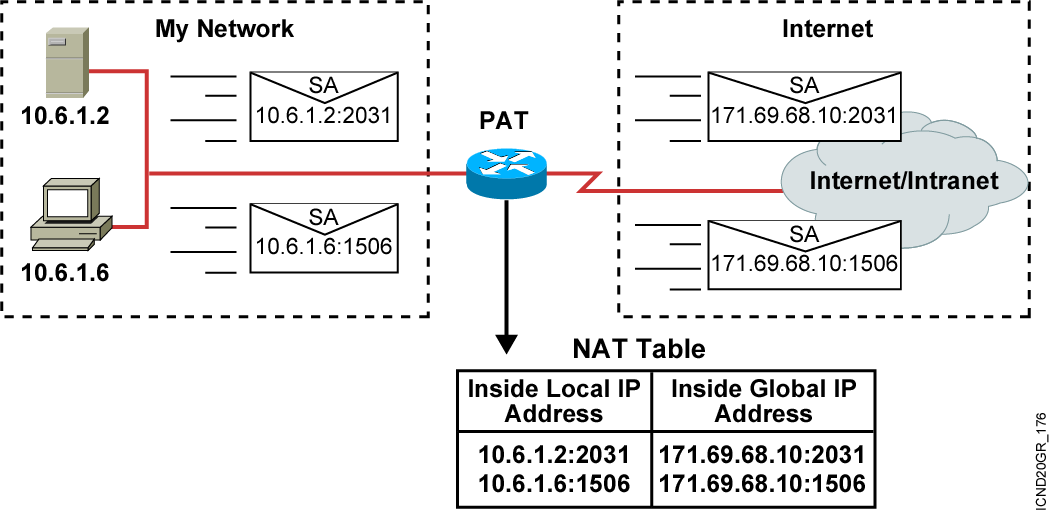 My Network
Internet
10.6.1.2
SA
10.6.1.2:2031
PAT
SA
171.69.68.10:2031
Internet/Intranet
10.6.1.6
SA
10.6.1.6:1506
SA
171.69.68.10:1506
NAT Table
Inside Local IP
Address
Inside Global IP
Address
10.6.1.2:2031
171.69.68.10:2031
10.6.1.6:1506
171.69.68.10:1506
ICND20GR_176